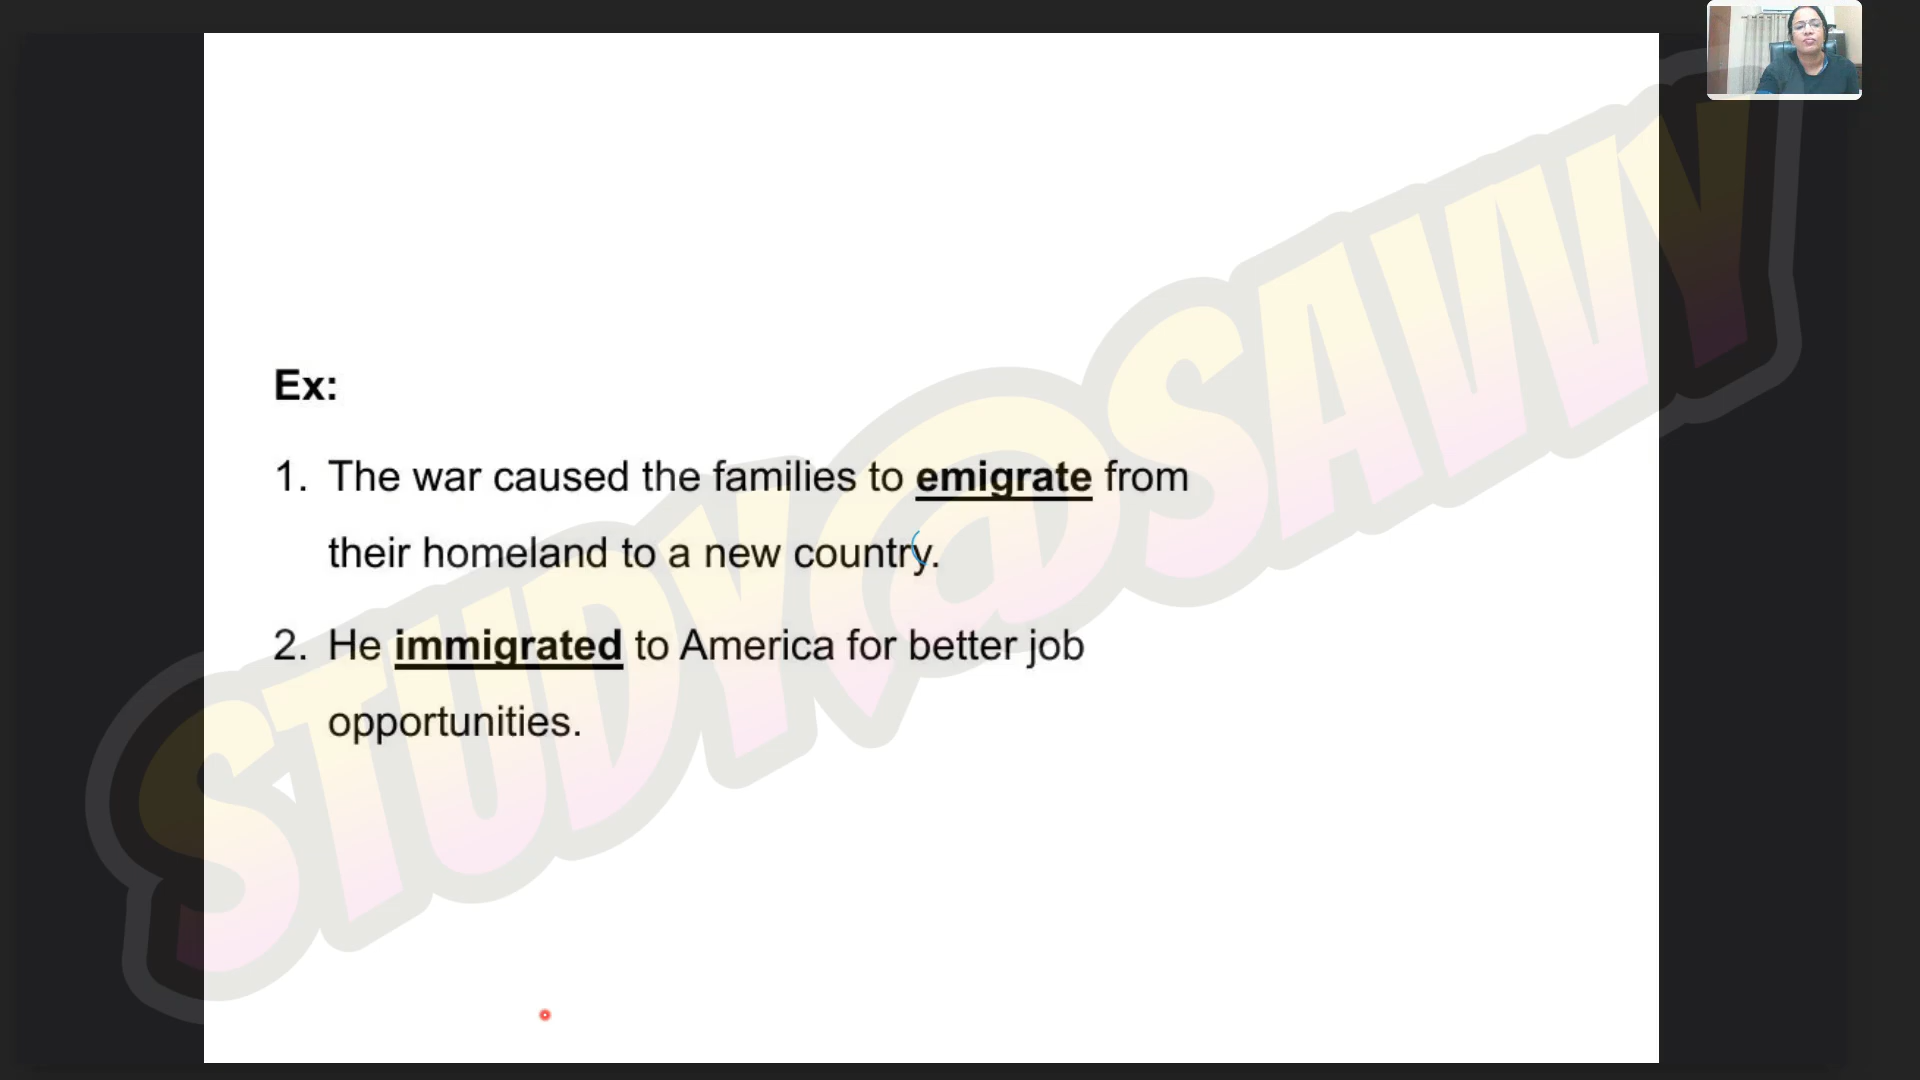 Ex:
1. The war caused the families to emigrate from
their homeland to a new country.
2. He immigrated to America for better job
opportunities.
STUDY@SAVVY